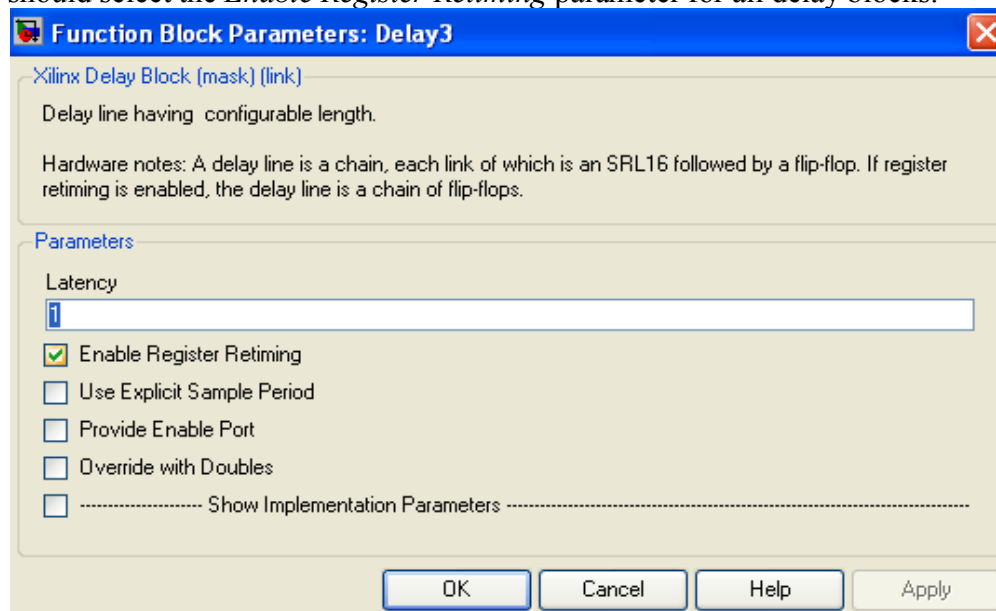 should select the Enable Register Retiming parameter for all delay blocks.
Function Block Parameters: Delay3
Xilinx Delay Block (mask) (link)
Delay line having configurable length.
Hardware notes: A delay line is a chain, each link of which is an SRL16 followed by a flip-flop. If register
retiming is enabled, the delay line is a chain of flip-flops.
Parameters
Latency
1
Enable Register Retiming
Use Explicit Sample Period
Provide Enable Port
Override with Doubles
---------------------- Show Implementation Parameters ----------------------------------------------------------------------------------
OK
Cancel
Help
Apply